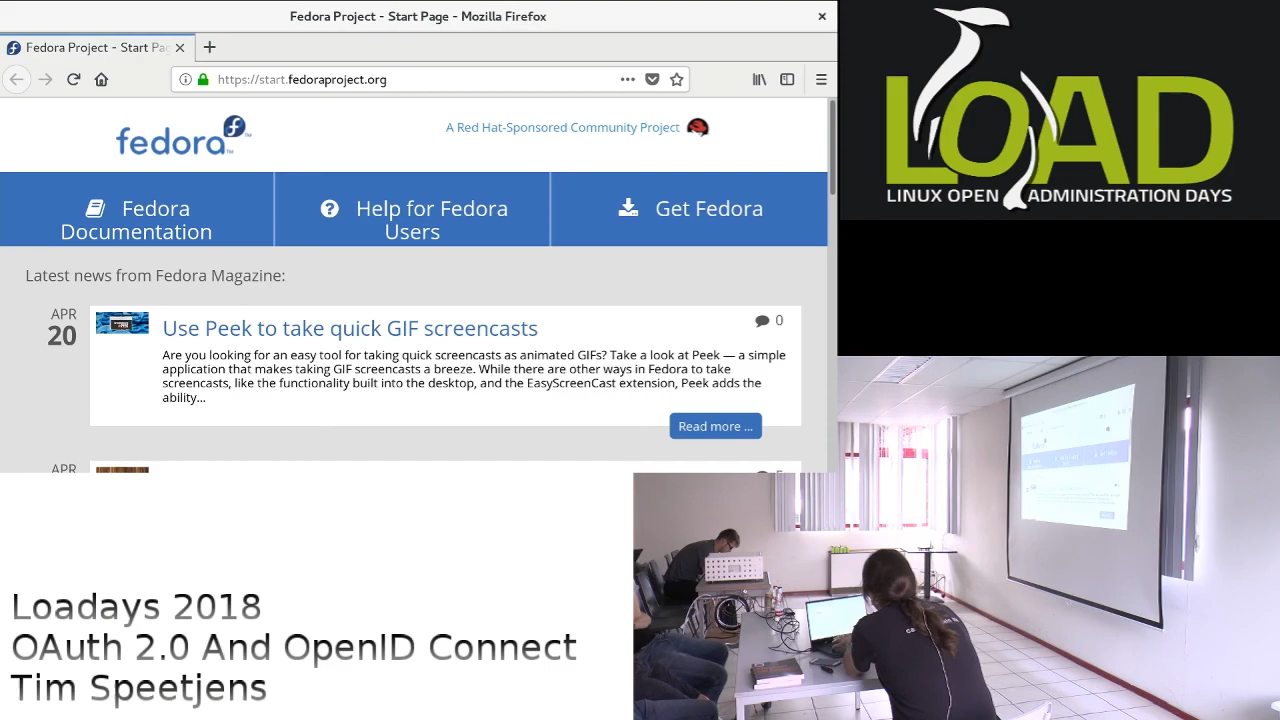 Fedora Project - Start Page - Mozilla Firefox
Fedora Project - Start Pa
https://start.fedoraproject.org
fedora
A Red Hat-Sponsored Community Project
Fedora Documentation
Help for Fedora Users
Get Fedora
Latest news from Fedora Magazine:
APR
20
Use Peek to take quick GIF screencasts
0
Are you looking for an easy tool for taking quick screencasts as animated GIFs? Take a look at Peek — a simple
application that makes taking GIF screencasts a breeze. While there are other ways in Fedora to take
screencasts, like the functionality built into the desktop, and the EasyScreenCast extension, Peek adds the
ability...
Read more ...
APR
LOAD
LINUX OPEN ADMINISTRATION DAYS
Loadays 2018
OAuth 2.0 And OpenID Connect
Tim Speetjens